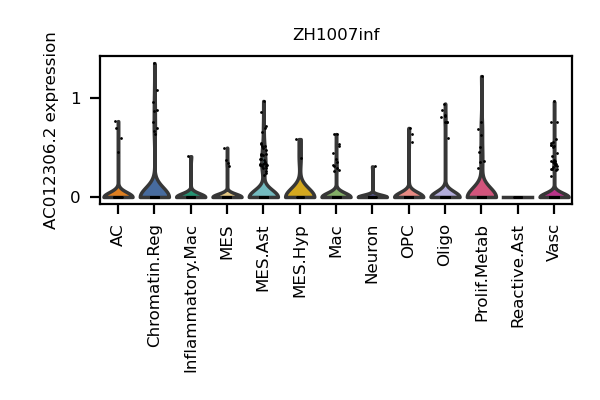 ZH1007inf
AC012306.2 expression
1
0
AC
Chromatin.Reg
Inflammatory.Mac
MES
MES.Ast
MES.Hyp
Mac
Neuron
OPC
Oligo
Prolif.Metab
Reactive.Ast
Vasc